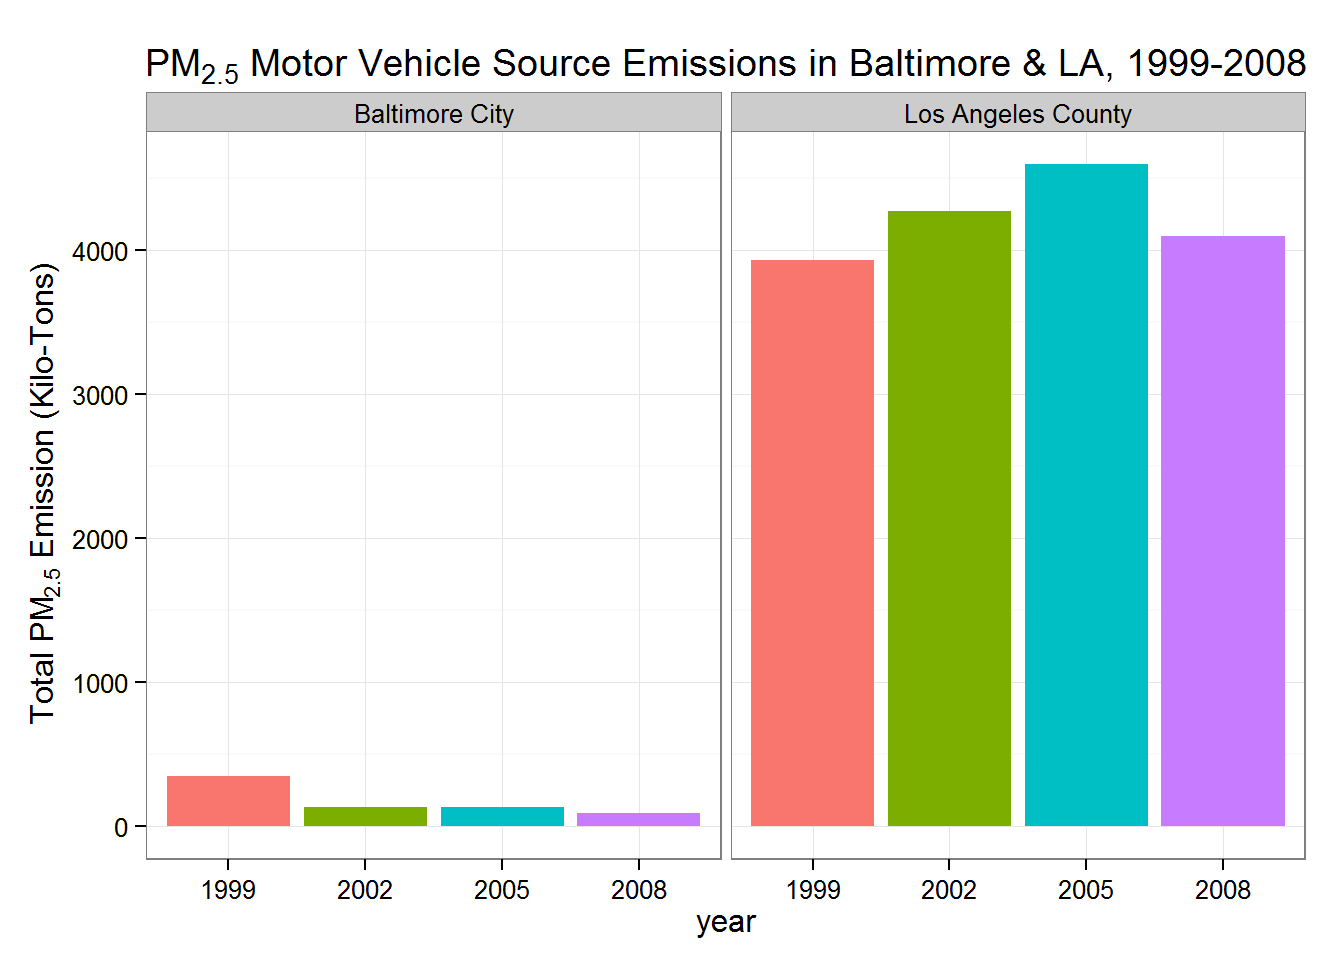 PM2.5 Motor Vehicle Source Emissions in Baltimore & LA, 1999-2008
Baltimore City
Los Angeles County
Total PM2.5 Emission (Kilo-Tons)
4000
3000
2000
1000
0
1999 2002 2005 2008
1999 2002 2005 2008
year